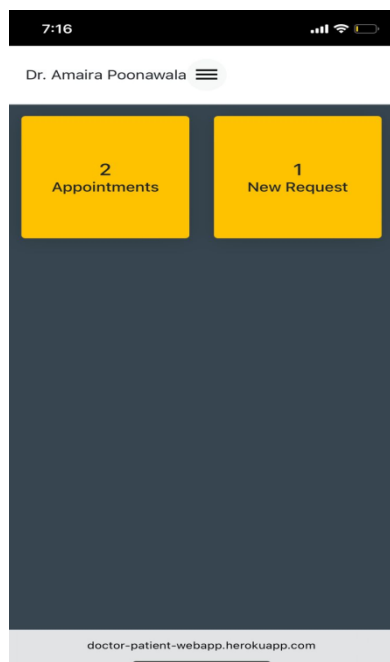 7:16
Dr. Amaira Poonawala
2
Appointments
1
New Request
doctor-patient-webapp.herokuapp.com